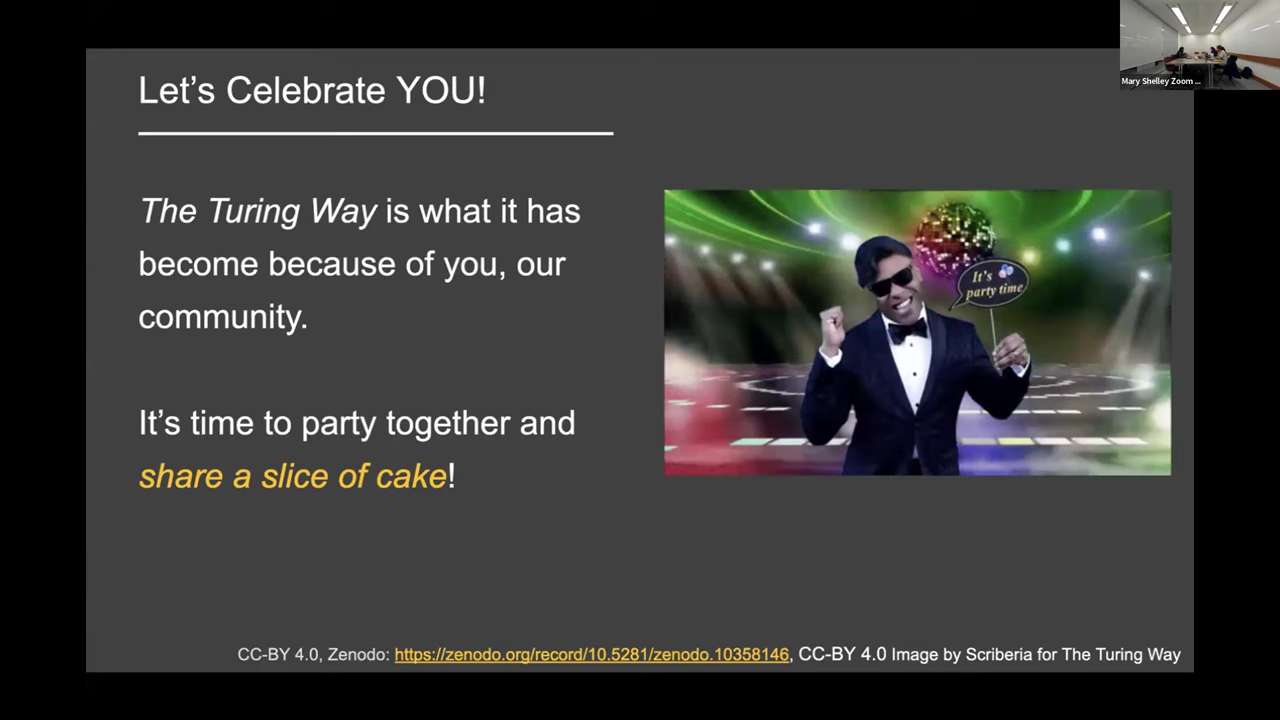 Let's Celebrate YOU!
The Turing Way is what it has
become because of you, our
community.
It's time to party together and
share a slice of cake!
It's
party time
CC-BY 4.0, Zenodo: https://zenodo.org/record/10.5281/zenodo.10358146, CC-BY 4.0 Image by Scriberia for The Turing Way
Mary Shelley Zoom ...